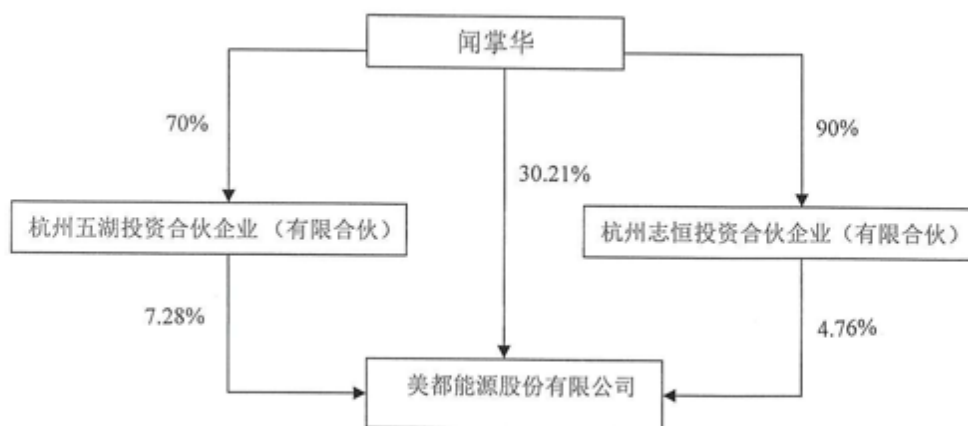 闻掌华
70%
30.21%
90%
杭州五湖投资合伙企业（有限合伙）
杭州志恒投资合伙企业（有限合伙）
7.28%
4.76%
美都能源股份有限公司